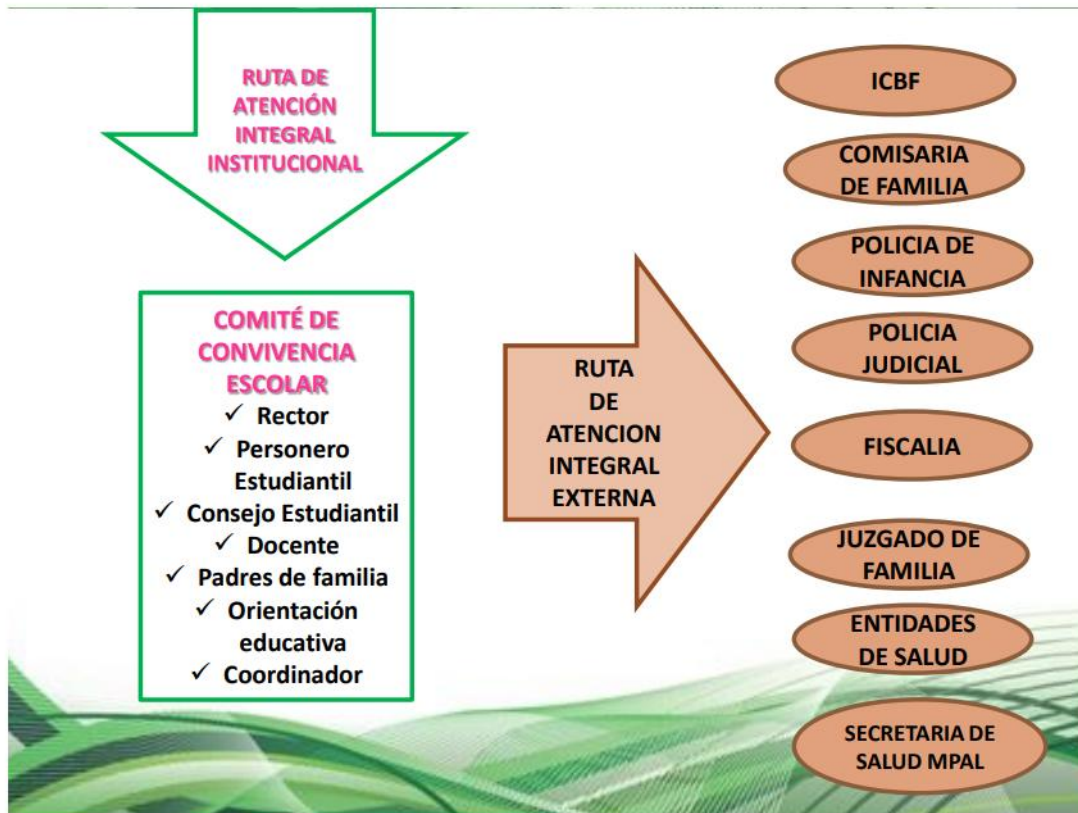 RUTA DE
ATENCIÓN
INTEGRAL
INSTITUCIONAL
COMITÉ DE
CONVIVENCIA
ESCOLAR
✓ Rector
✓ Personero
Estudiantil
✓ Consejo Estudiantil
✓ Docente
✓ Padres de familia
✓ Orientación
educativa
✓ Coordinador
RUTA
DE
ATENCION
INTEGRAL
EXTERNA
ICBF
COMISARIA
DE FAMILIA
POLICIA DE
INFANCIA
POLICIA
JUDICIAL
FISCALIA
JUZGADO DE
FAMILIA
ENTIDADES
DE SALUD
SECRETARIA DE
SALUD MPAL